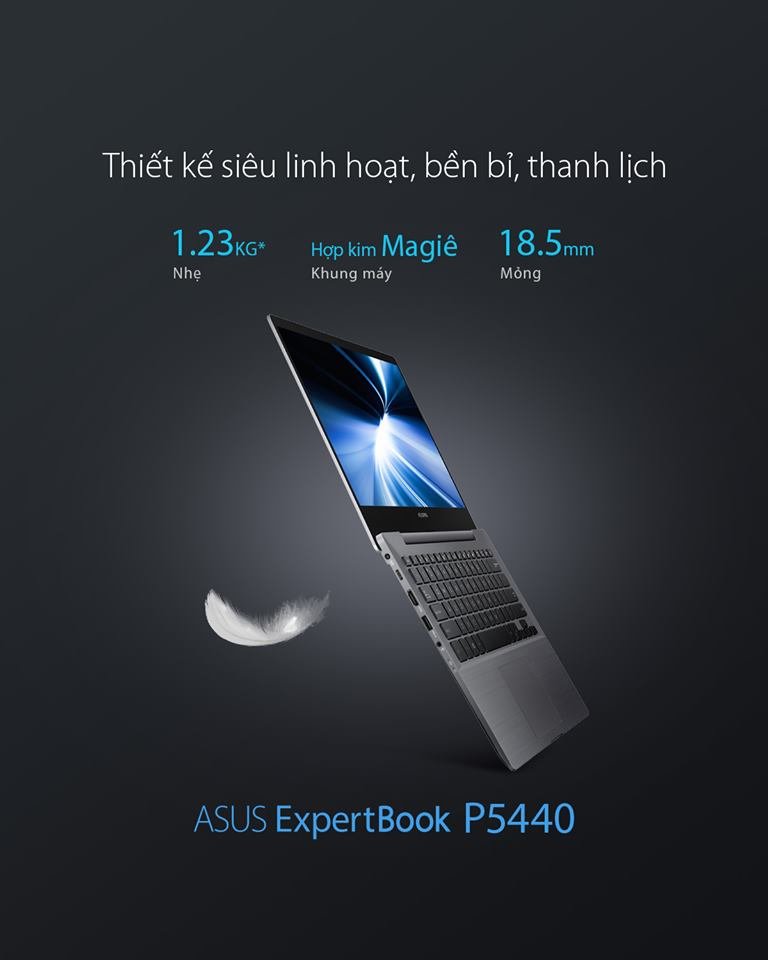 Thiết kế siêu linh hoạt, bền bỉ, thanh lịch
1.23KG* Hợp kim Magiê 18.5mm
Nhẹ Khung máy Mỏng
ASUS
ASUS ExpertBook P5440